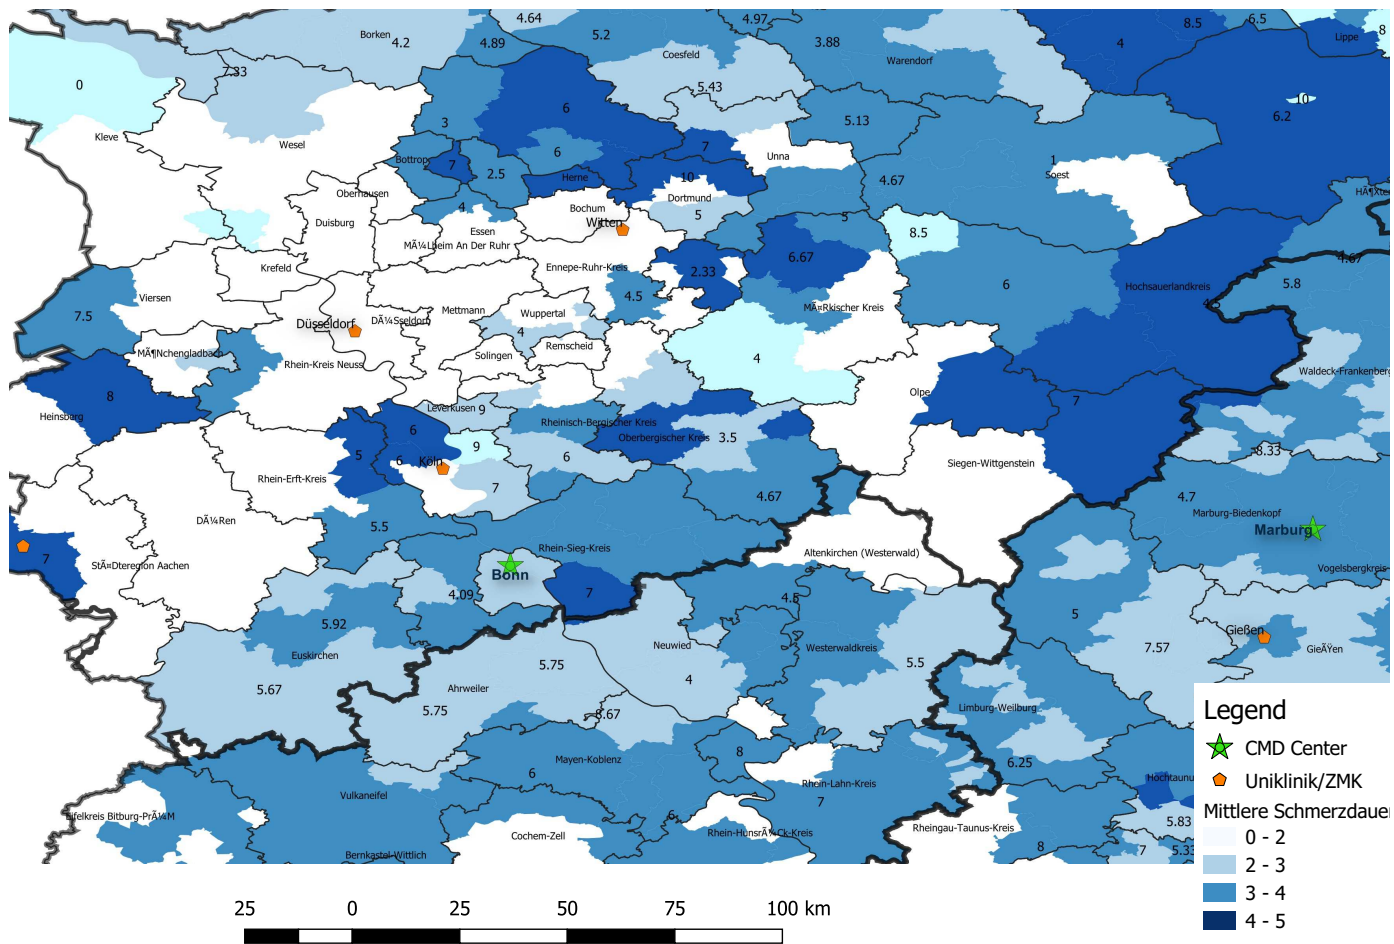 4.64
4.97
8.5
6.5
Borken
4.2
4.89
5.2
3.88
4
Lippe
8
Coesfeld
Warendorf
7.33
0
5.43
10
6
6.2
3
5.13
Kleve
Wesel
Bottrop
7
6
7
Unna
1
Soest
2.5
Herne
10
4.67
Oberhausen
Dortmund
Duisburg
4
Bochum
5
5
Witten
Essen
8.5
MÃ¼Lheim An Der Ruhr
Krefeld
Ennepe-Ruhr-Kreis
2.33
6.67
4.67
5.8
Viersen
4.5
6
Hochsauerlandkreis
7.5
Mettmann
Wuppertal
MÃ¤Rkischer Kreis
Düsseldorf
DÃ¼Sseldorf
4
MÃ¶Nchengladbach
Solingen
Remscheid
4
Rhein-Kreis Neuss
Waldeck-Frankenberg
8
Olpe
7
Heinsberg
Leverkusen
9
Rheinisch-Bergischer Kreis
6
Oberbergischer Kreis
3.5
5
6
Köln
9
6
8.33
Rhein-Erft-Kreis
7
Siegen-Wittgenstein
4.67
4.7
Marburg-Biedenkopf
DÃ¼Ren
5.5
Marburg
7
Rhein-Sieg-Kreis
Altenkirchen (Westerwald)
StÃ¤Dteregion Aachen
Bonn
Vogelsbergkreis
4.09
7
4.5
5.92
5
Gießen
Euskirchen
Neuwied
Westerwaldkreis
7.57
GieÃŸen
5.75
5.5
5.67
Ahrweiler
4
5.75
Limburg-Weilburg
Legend
8
CMD Center
Mayen-Koblenz
6.25
6
Rhein-Lahn-Kreis
Hochtaunu
Uniklinik/ZMK
Vulkaneifel
7
Mittlere Schmerzdauer
Eifelkreis Bitburg-PrÃ¼M
6
5.83
Cochem-Zell
Rhein-HunsrÃ¼Ck-Kreis
Rheingau-Taunus-Kreis
0 - 2
Bernkastel-Wittlich
8
7
5.33
2 - 3
3 - 4
25 0 25 50 75 100 km
4 - 5